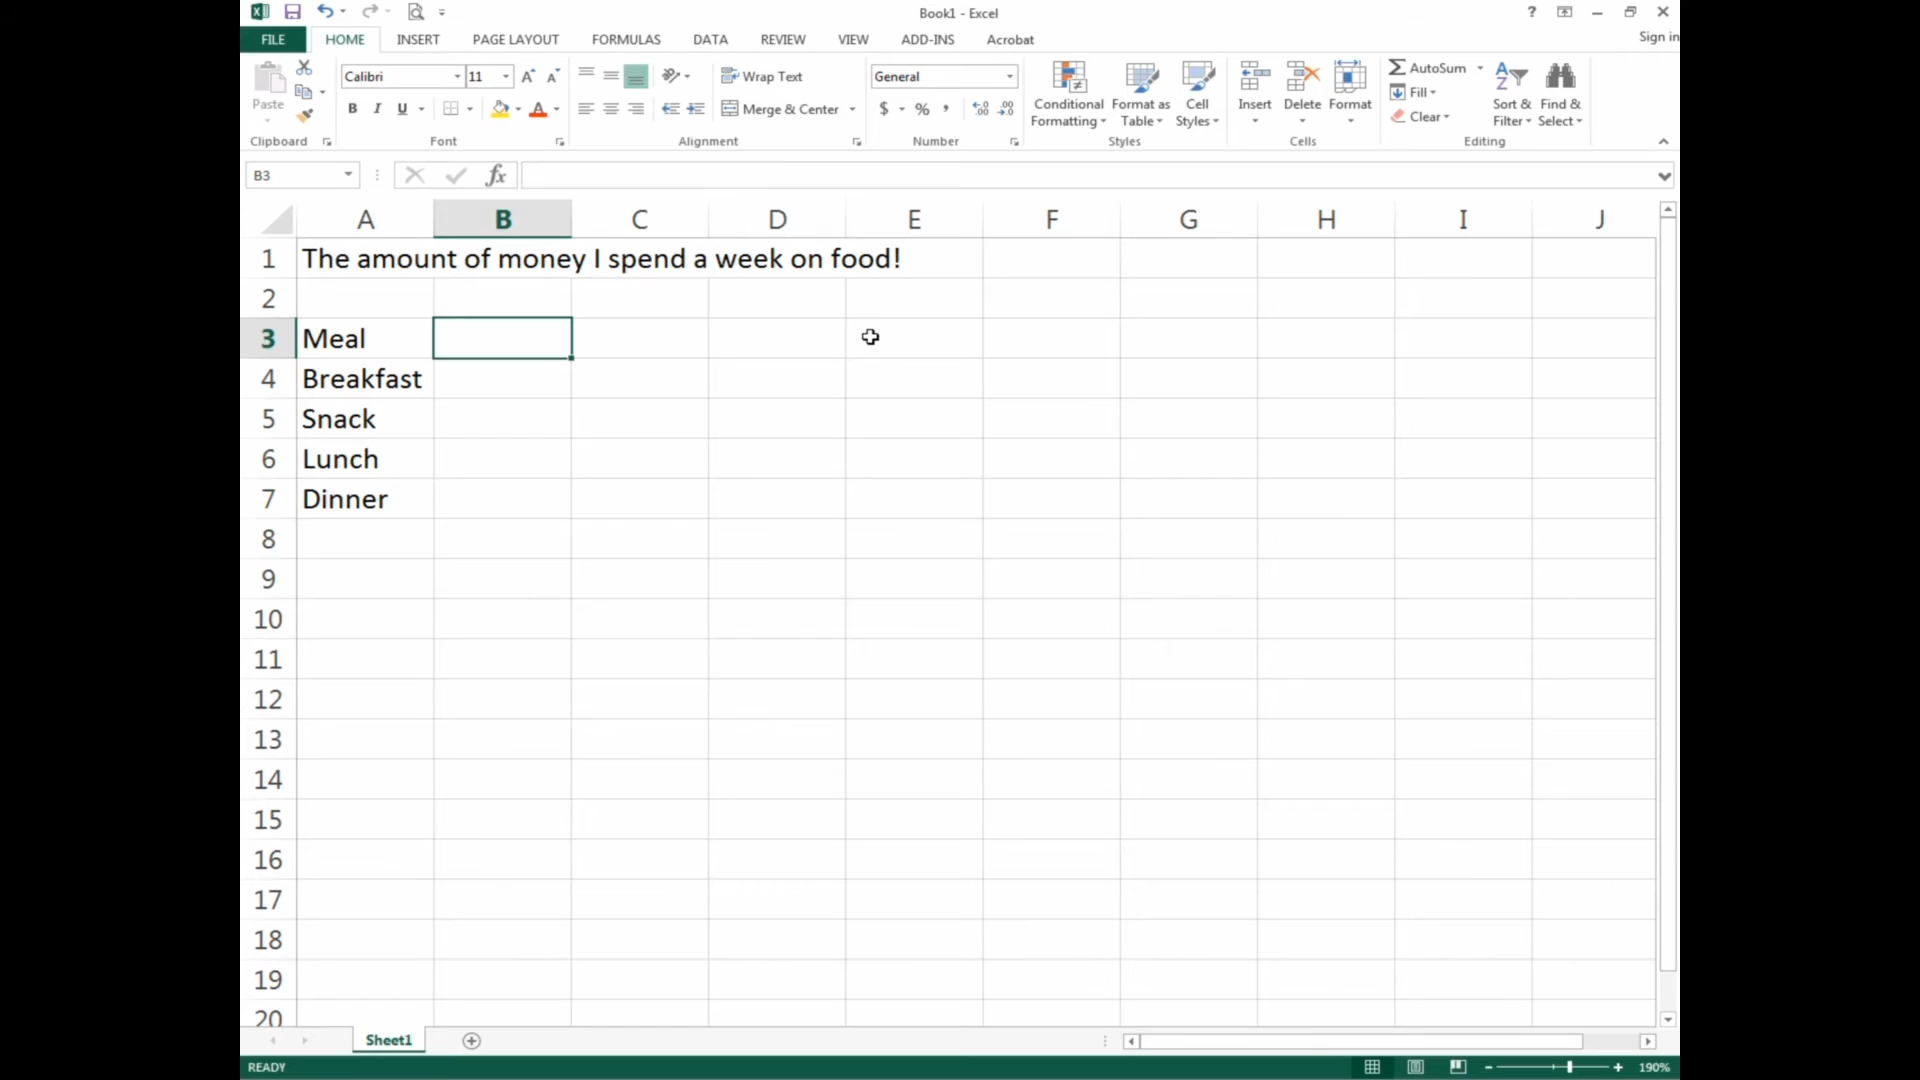 Book1 - Excel
FILE HOME INSERT PAGE LAYOUT FORMULAS DATA REVIEW VIEW ADD-INS Acrobat Sign in
Calibri 11 Wrap Text General AutoSum
Paste B I U Merge & Center $ % , Conditional Formatting Format as Table Cell Styles Insert Delete Format Fill Clear Sort & Filter Find & Select
Clipboard Font Alignment Number Styles Cells Editing
B3 fx
A B C D E F G H I J
1 The amount of money I spend a week on food!
2
3 Meal
4 Breakfast
5 Snack
6 Lunch
7 Dinner
8
9
10
11
12
13
14
15
16
17
18
19
20
Sheet1
READY 190%